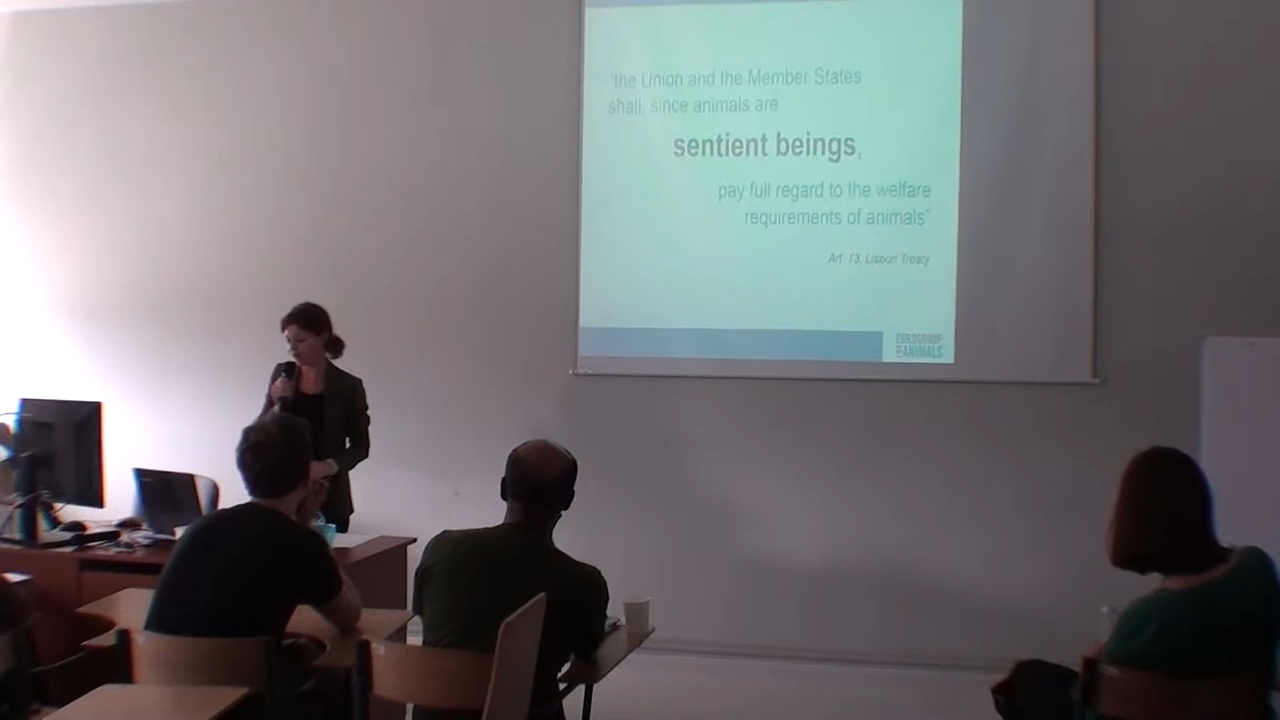 "the Union and the Member States
shall, since animals are
sentient beings,
pay full regard to the welfare
requirements of animals"
Art. 13, Lisbon Treaty
EUROGROUP
FOR ANIMALS